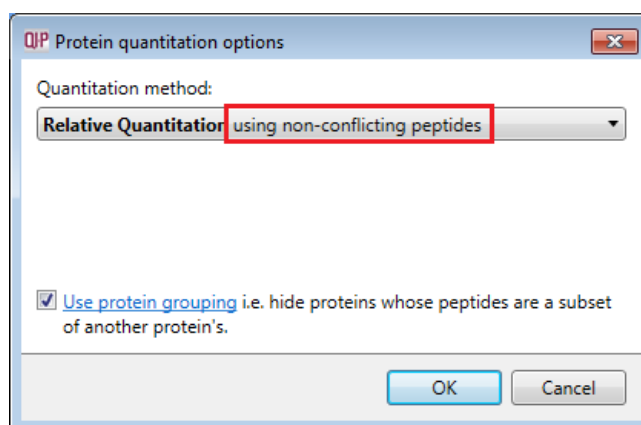 QIP Protein quantitation options
Quantitation method:
Relative Quantitation using non-conflicting peptides
Use protein grouping i.e. hide proteins whose peptides are a subset
of another protein's.
OK Cancel